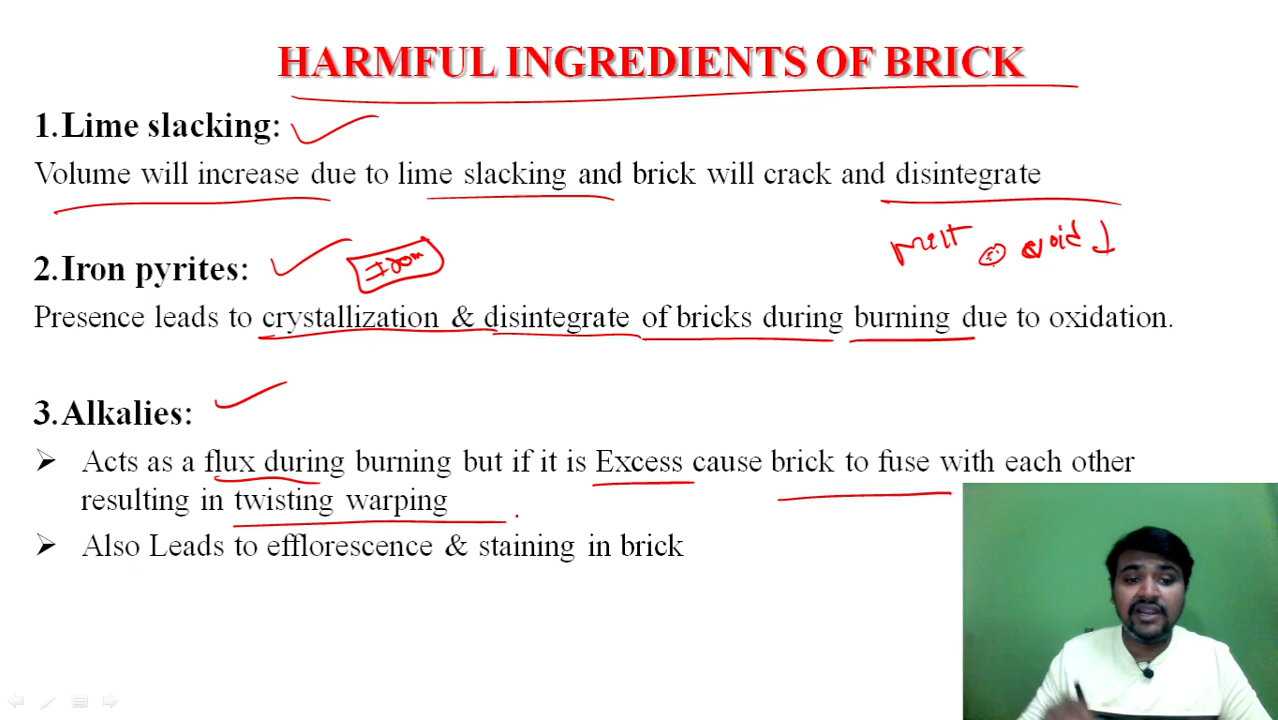 HARMFUL INGREDIENTS OF BRICK
1.Lime slacking:
Volume will increase due to lime slacking and brick will crack and disintegrate
melt avoid
2.Iron pyrites: Iron
Presence leads to crystallization & disintegrate of bricks during burning due to oxidation.
3.Alkalies:
Acts as a flux during burning but if it is Excess cause brick to fuse with each other
resulting in twisting warping
Also Leads to efflorescence & staining in brick